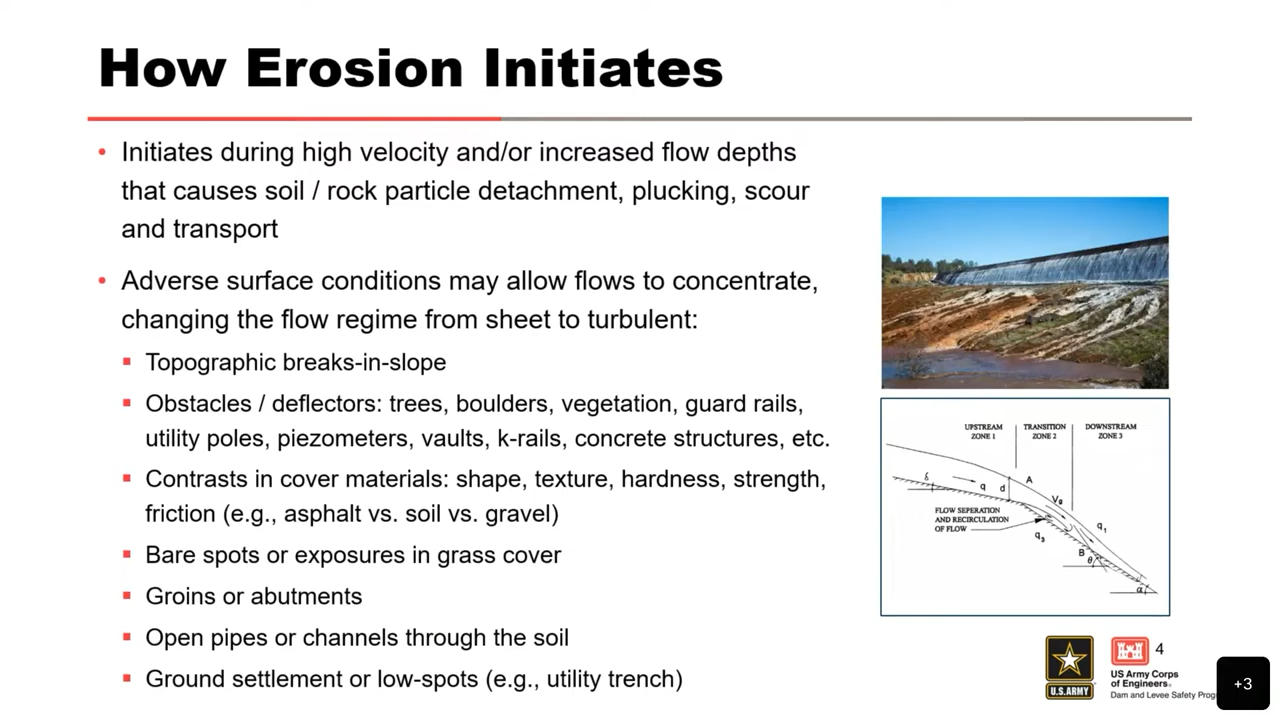 How Erosion Initiates
• Initiates during high velocity and/or increased flow depths
that causes soil / rock particle detachment, plucking, scour
and transport
• Adverse surface conditions may allow flows to concentrate,
changing the flow regime from sheet to turbulent:
▪ Topographic breaks-in-slope
▪ Obstacles / deflectors: trees, boulders, vegetation, guard rails,
utility poles, piezometers, vaults, k-rails, concrete structures, etc.
▪ Contrasts in cover materials: shape, texture, hardness, strength,
friction (e.g., asphalt vs. soil vs. gravel)
▪ Bare spots or exposures in grass cover
▪ Groins or abutments
▪ Open pipes or channels through the soil
▪ Ground settlement or low-spots (e.g., utility trench)
UPSTREAM
ZONE 1
TRANSITION
ZONE 2
DOWNSTREAM
ZONE 3
q
d
A
FLOW SEPERATION
AND RECIRCULATION
OF FLOW
q₁
B
θ
α
U.S. ARMY
US Army Corps
of Engineers®
Dam and Levee Safety
4
+3